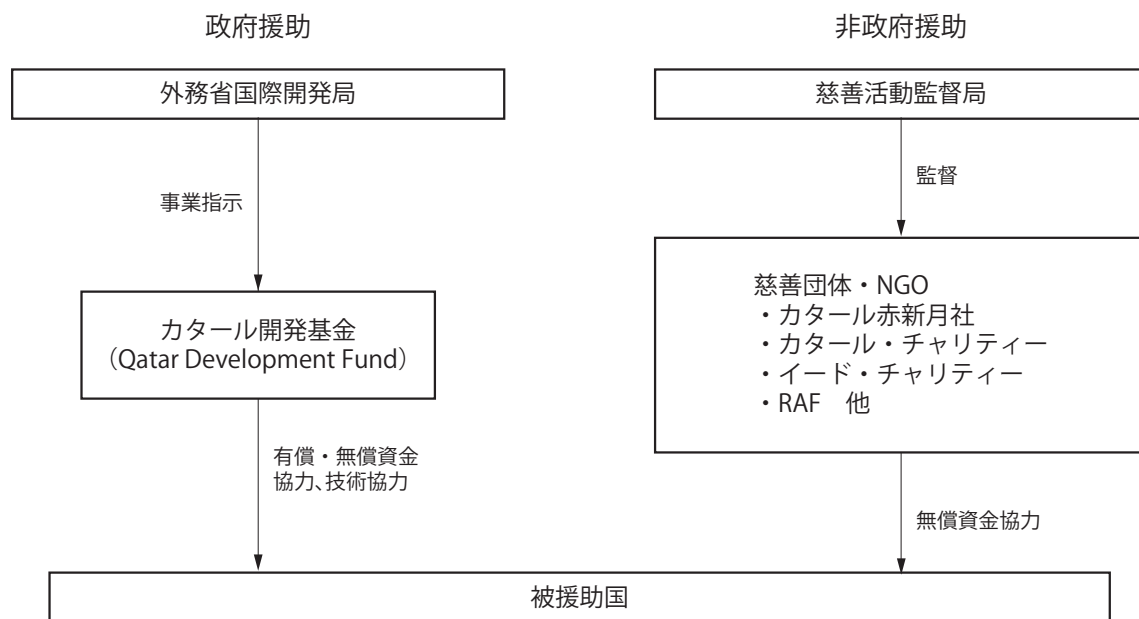 政府援助
非政府援助
外務省国際開発局
慈善活動監督局
事業指示
監督
カタール開発基金
（Qatar Development Fund）
慈善団体・NGO
・カタール赤新月社
・カタール・チャリティー
・イード・チャリティー
・RAF　他
有償・無償資金
協力、技術協力
無償資金協力
被援助国